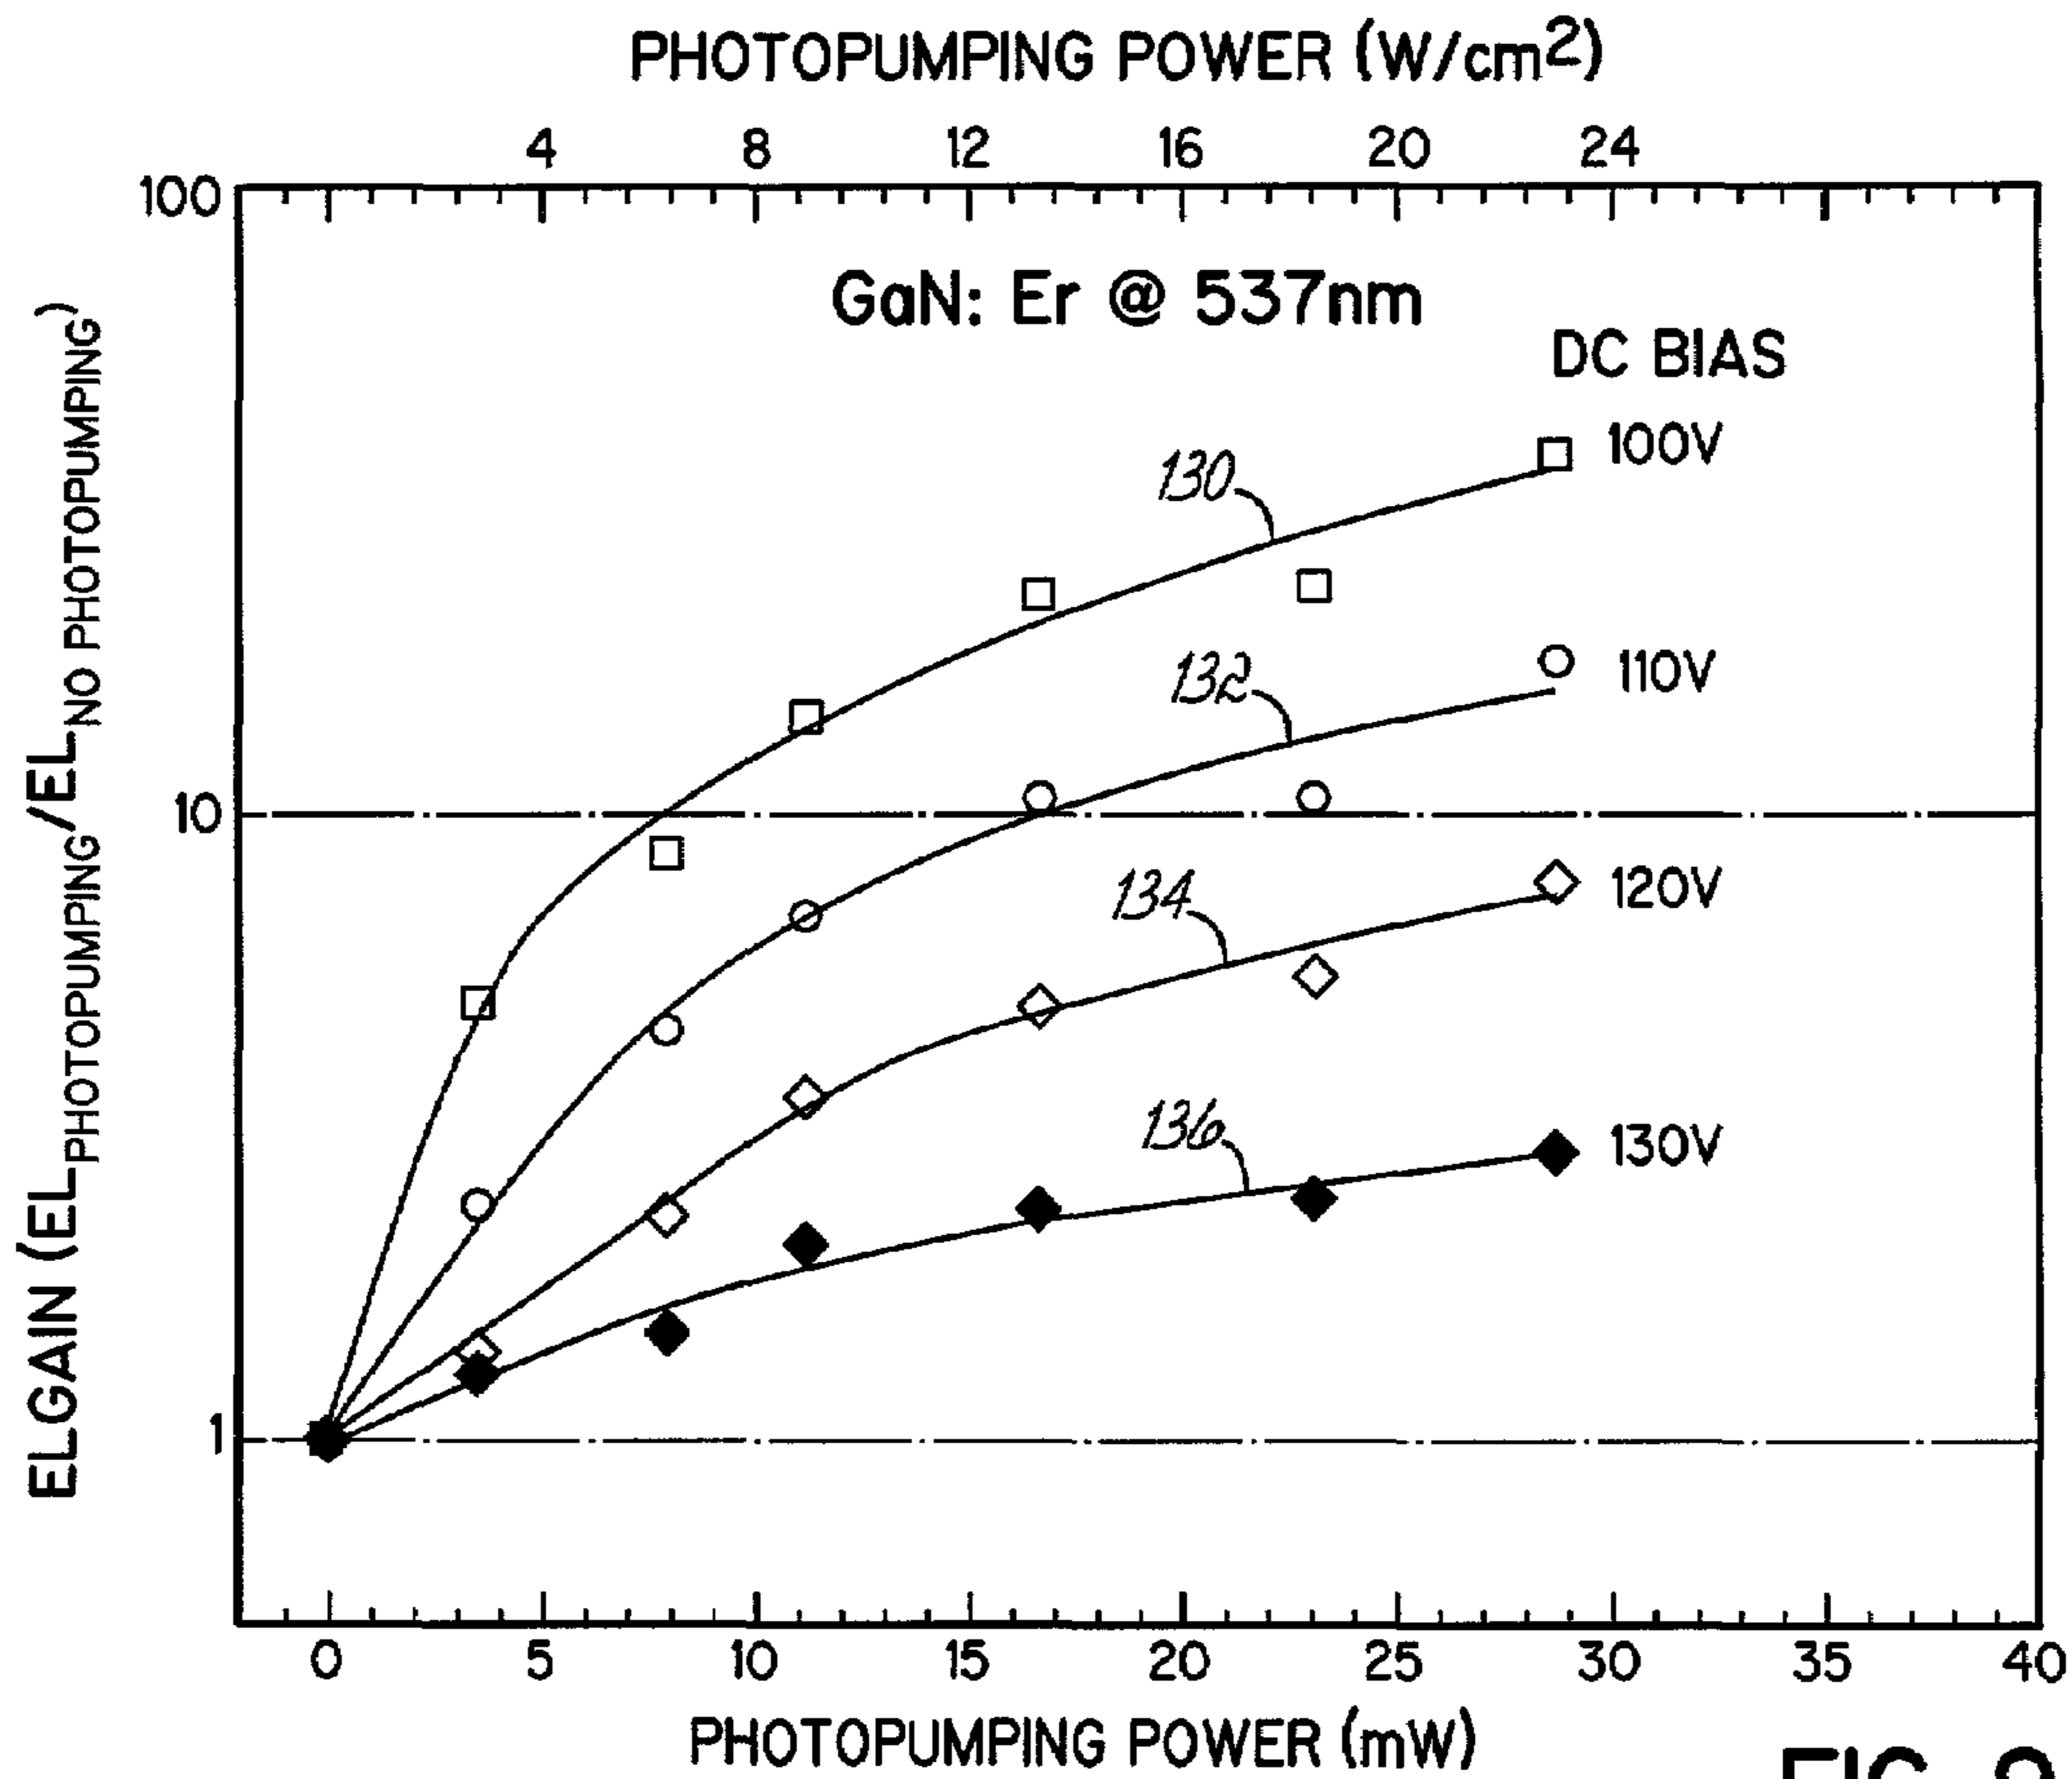 PHOTOPUMPING POWER (W/cm2)
4 8 12 16 20 24
100
GaN: Er @ 537nm
DC BIAS
130
100V
132
110V
10
134
120V
136
130V
1
ELGAIN (ELPHOTOPUMPING/ELNO PHOTOPUMPING)
0 5 10 15 20 25 30 35 40
PHOTOPUMPING POWER (mW)